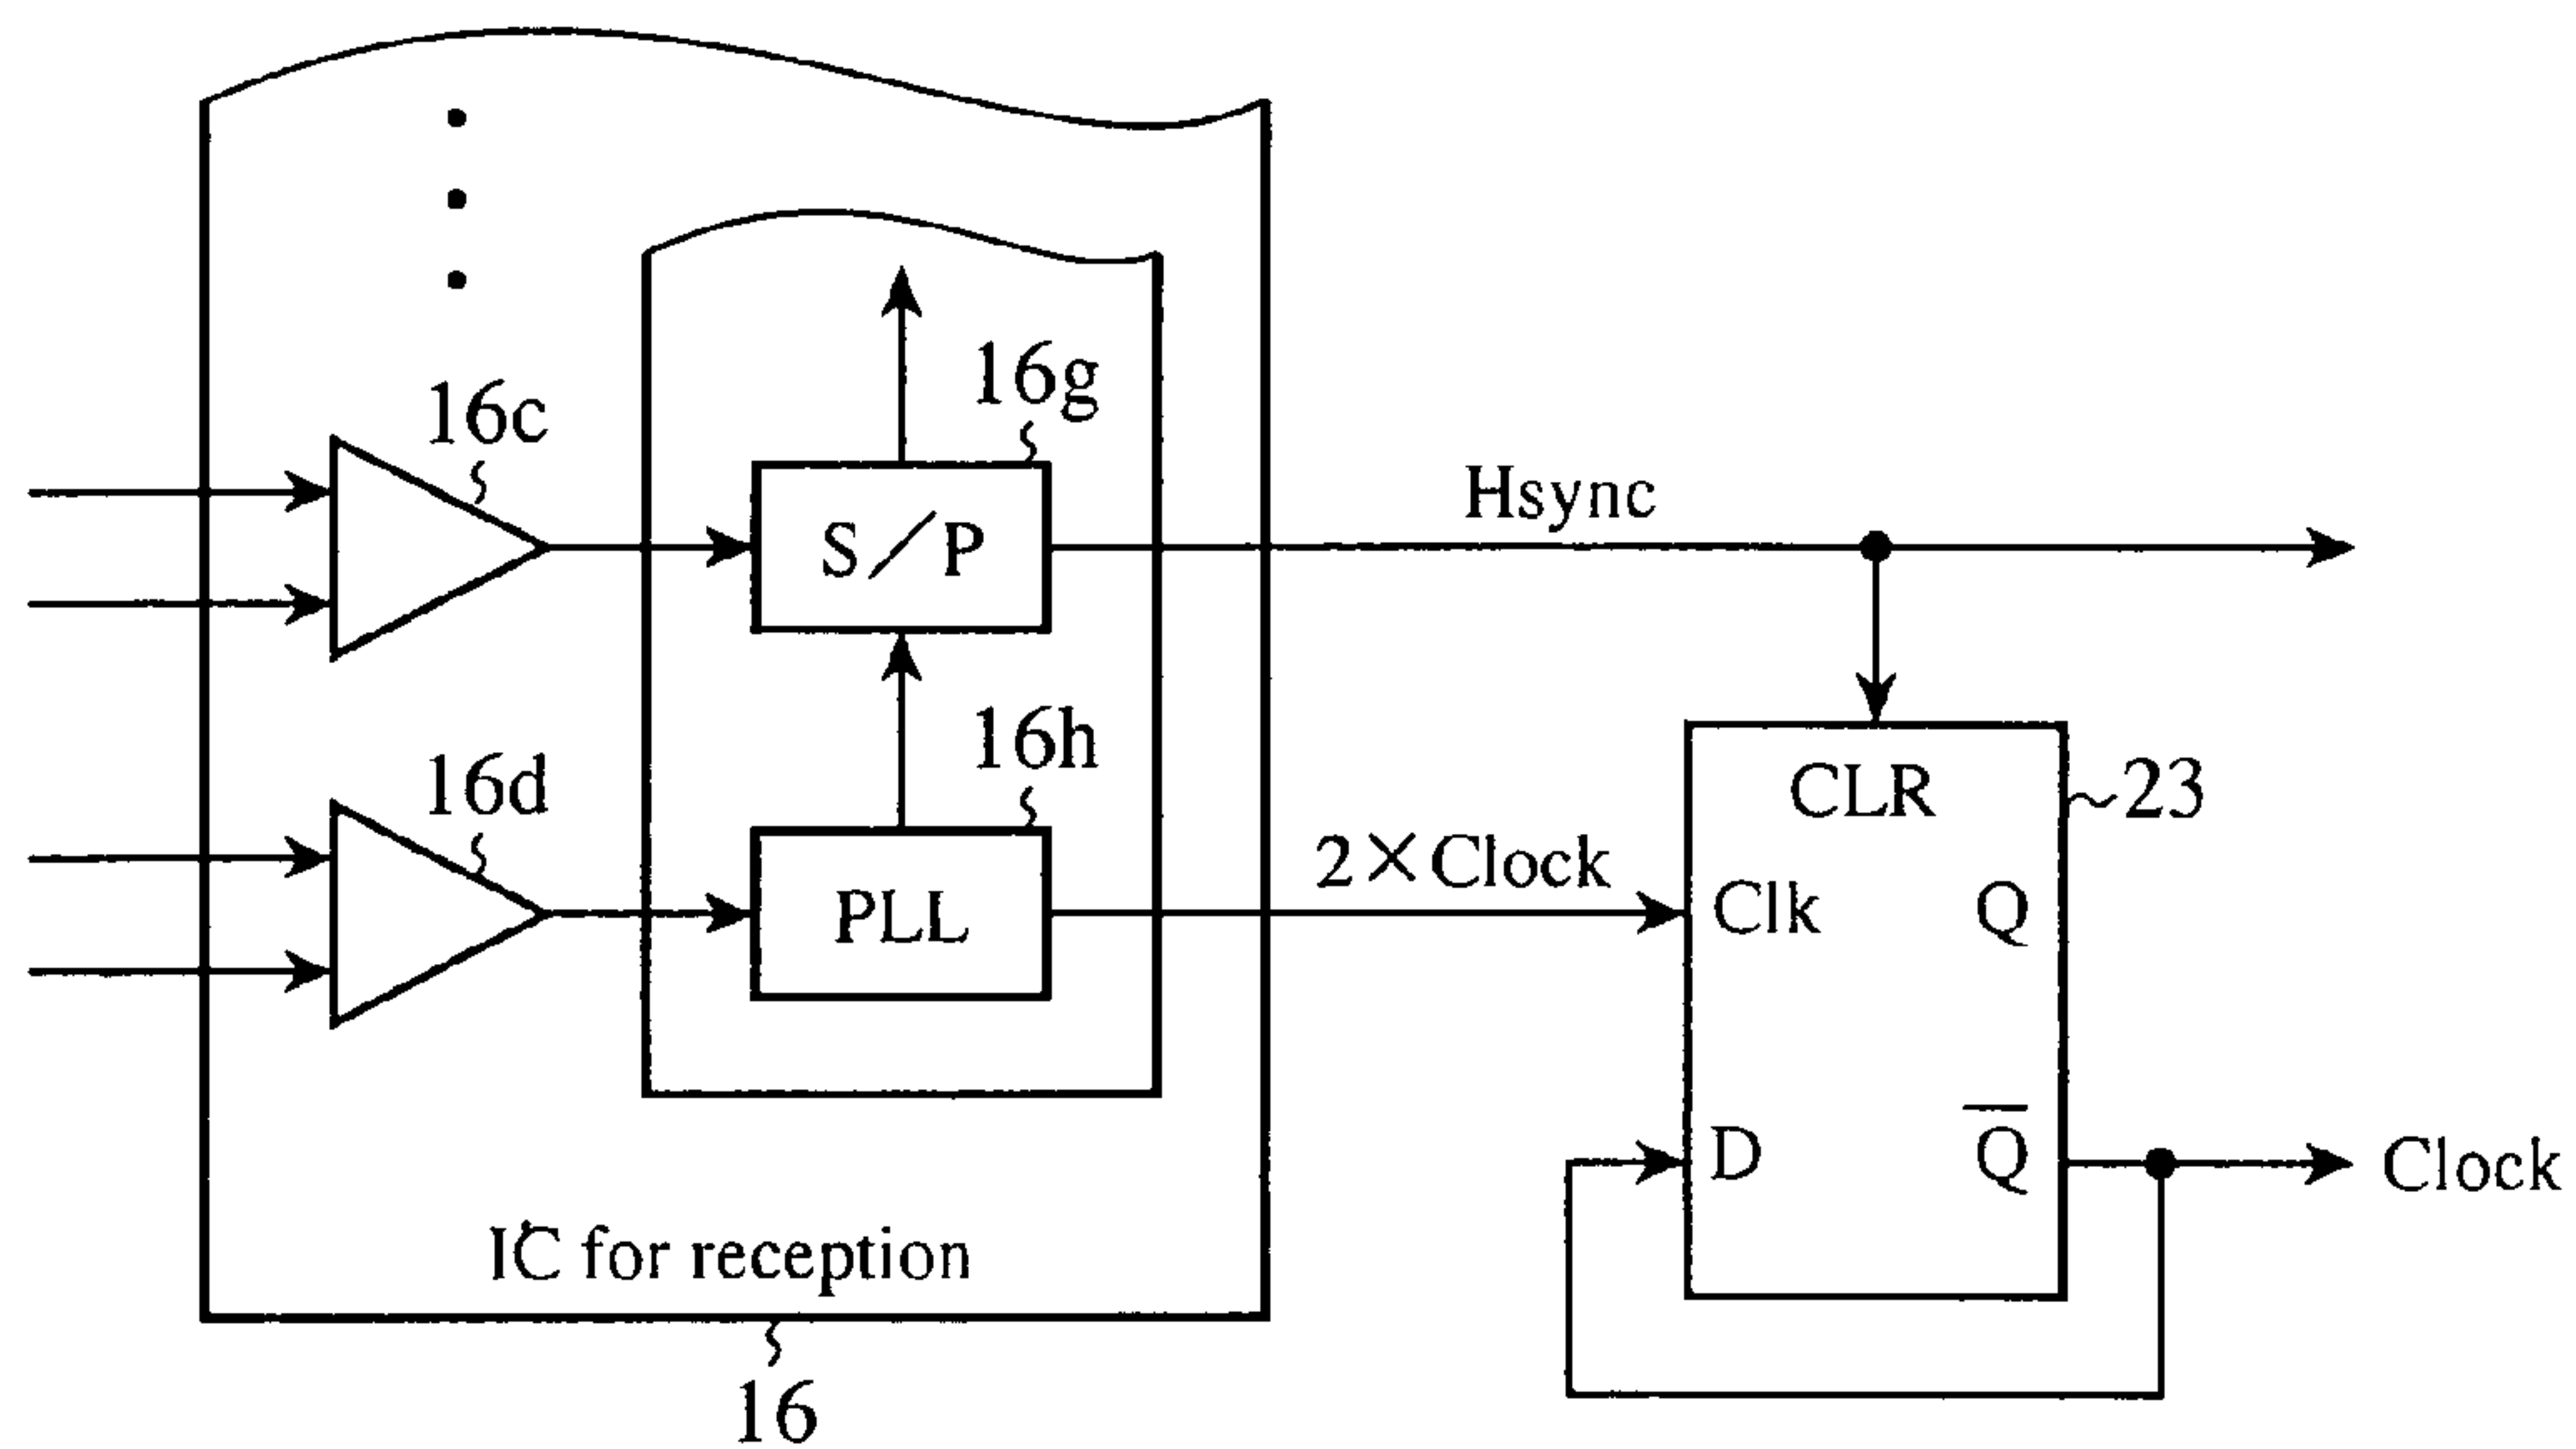 16c
16g
S/P
Hsync
16d
16h
PLL
2×Clock
CLR
23
Clk
Q
D
Q̅
Clock
IC for reception
16